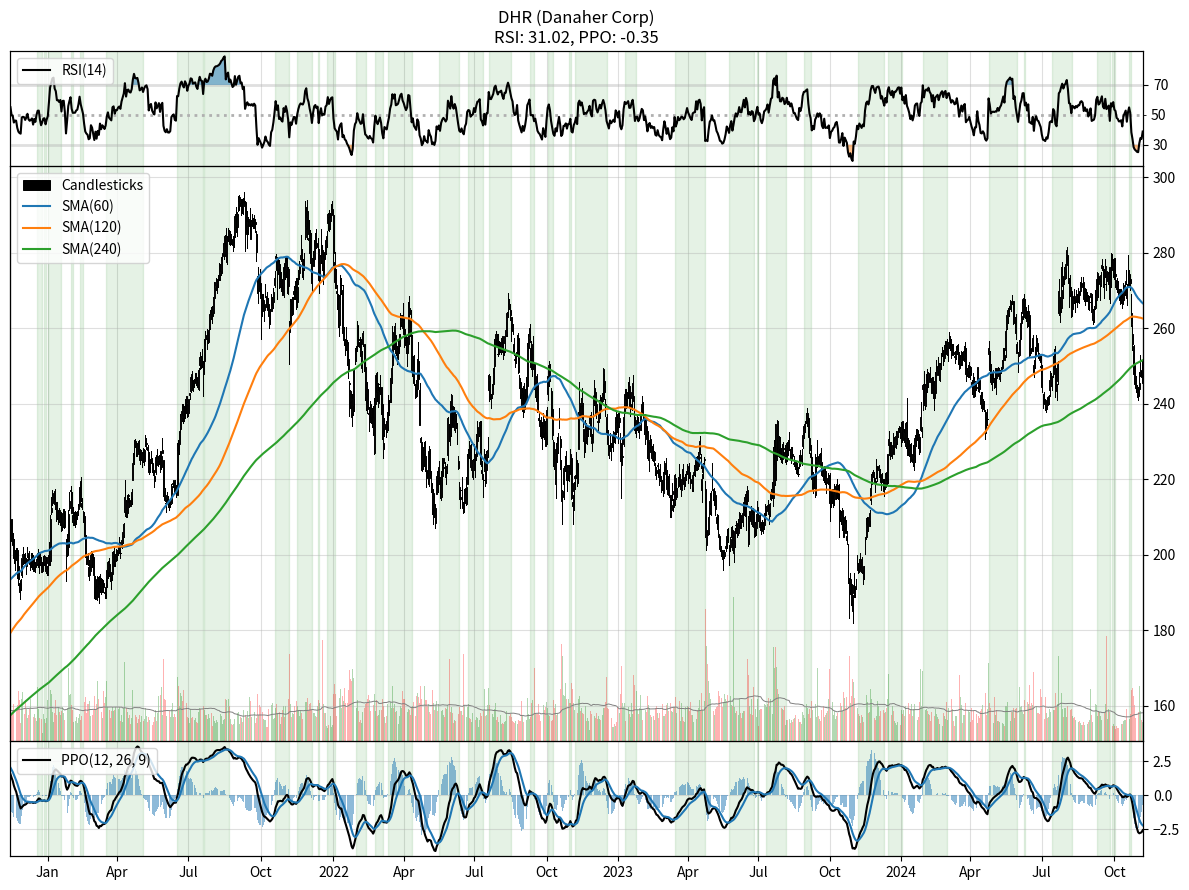 DHR (Danaher Corp)
RSI: 31.02, PPO: -0.35
RSI(14)
70
50
30
Candlesticks
SMA(60)
SMA(120)
SMA(240)
300
280
260
240
220
200
180
160
PPO(12, 26, 9)
2.5
0.0
−2.5
Jan
Apr
Jul
Oct
2022
Apr
Jul
Oct
2023
Apr
Jul
Oct
2024
Apr
Jul
Oct